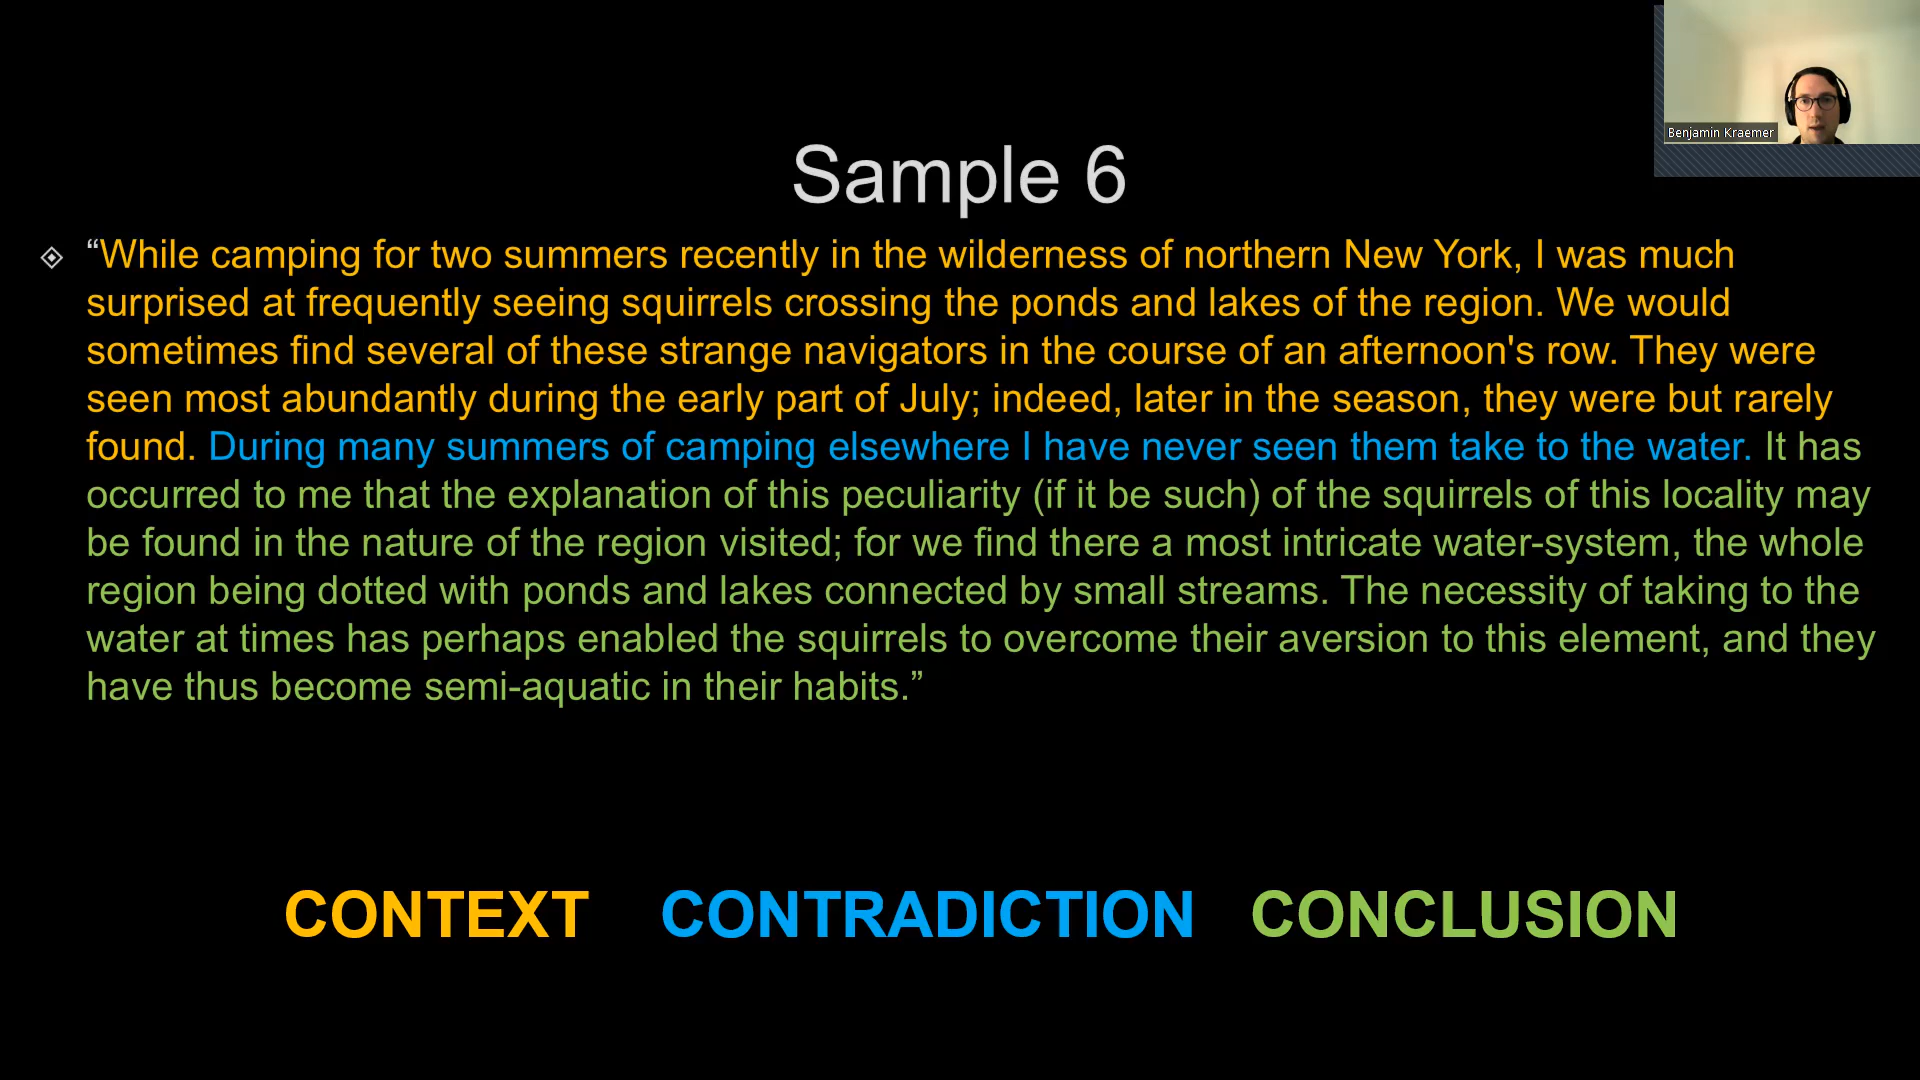 Benjamin Kraemer
Sample 6
“While camping for two summers recently in the wilderness of northern New York, I was much
surprised at frequently seeing squirrels crossing the ponds and lakes of the region. We would
sometimes find several of these strange navigators in the course of an afternoon's row. They were
seen most abundantly during the early part of July; indeed, later in the season, they were but rarely
found. During many summers of camping elsewhere I have never seen them take to the water. It has
occurred to me that the explanation of this peculiarity (if it be such) of the squirrels of this locality may
be found in the nature of the region visited; for we find there a most intricate water-system, the whole
region being dotted with ponds and lakes connected by small streams. The necessity of taking to the
water at times has perhaps enabled the squirrels to overcome their aversion to this element, and they
have thus become semi-aquatic in their habits.”
CONTEXT CONTRADICTION CONCLUSION